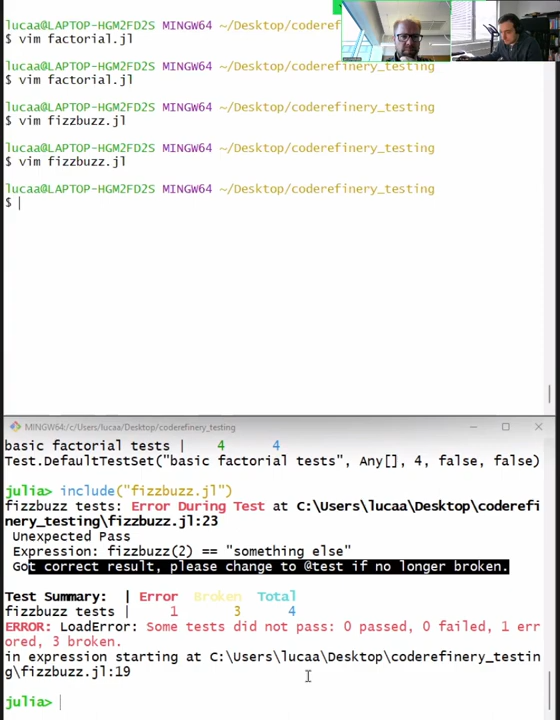 lucaa@LAPTOP-HGM2FD2S MINGW64 ~/Desktop/coderef
$ vim factorial.jl
lucaa@LAPTOP-HGM2FD2S MINGW64 ~/Desktop/coderefinery_testing
$ vim factorial.jl
lucaa@LAPTOP-HGM2FD2S MINGW64 ~/Desktop/coderefinery_testing
$ vim fizzbuzz.jl
lucaa@LAPTOP-HGM2FD2S MINGW64 ~/Desktop/coderefinery_testing
$ vim fizzbuzz.jl
lucaa@LAPTOP-HGM2FD2S MINGW64 ~/Desktop/coderefinery_testing
$
MINGW64:/c/Users/lucaa/Desktop/coderefinery_testing
basic factorial tests | 4 4
Test.DefaultTestSet("basic factorial tests", Any[], 4, false, false)
julia> include("fizzbuzz.jl")
fizzbuzz tests: Error During Test at C:\Users\lucaa\Desktop\coderefi
nery_testing\fizzbuzz.jl:23
Unexpected Pass
Expression: fizzbuzz(2) == "something else"
Got correct result, please change to @test if no longer broken.
Test Summary: | Error Broken Total
fizzbuzz tests | 1 3 4
ERROR: LoadError: Some tests did not pass: 0 passed, 0 failed, 1 err
ored, 3 broken.
in expression starting at C:\Users\lucaa\Desktop\coderefinery_testin
g\fizzbuzz.jl:19
julia>